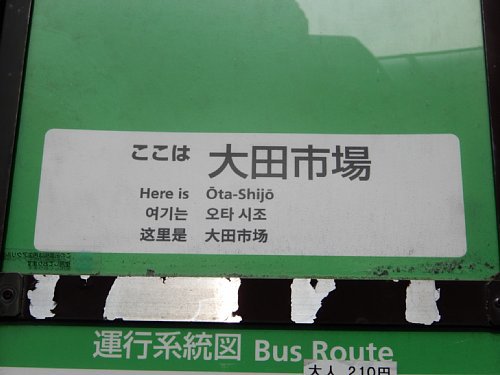 ここは 大田市場
Here is Ōta-Shijō
여기는 오타 시조
这里是 大田市场
運行系統図 Bus Route
大人 210円